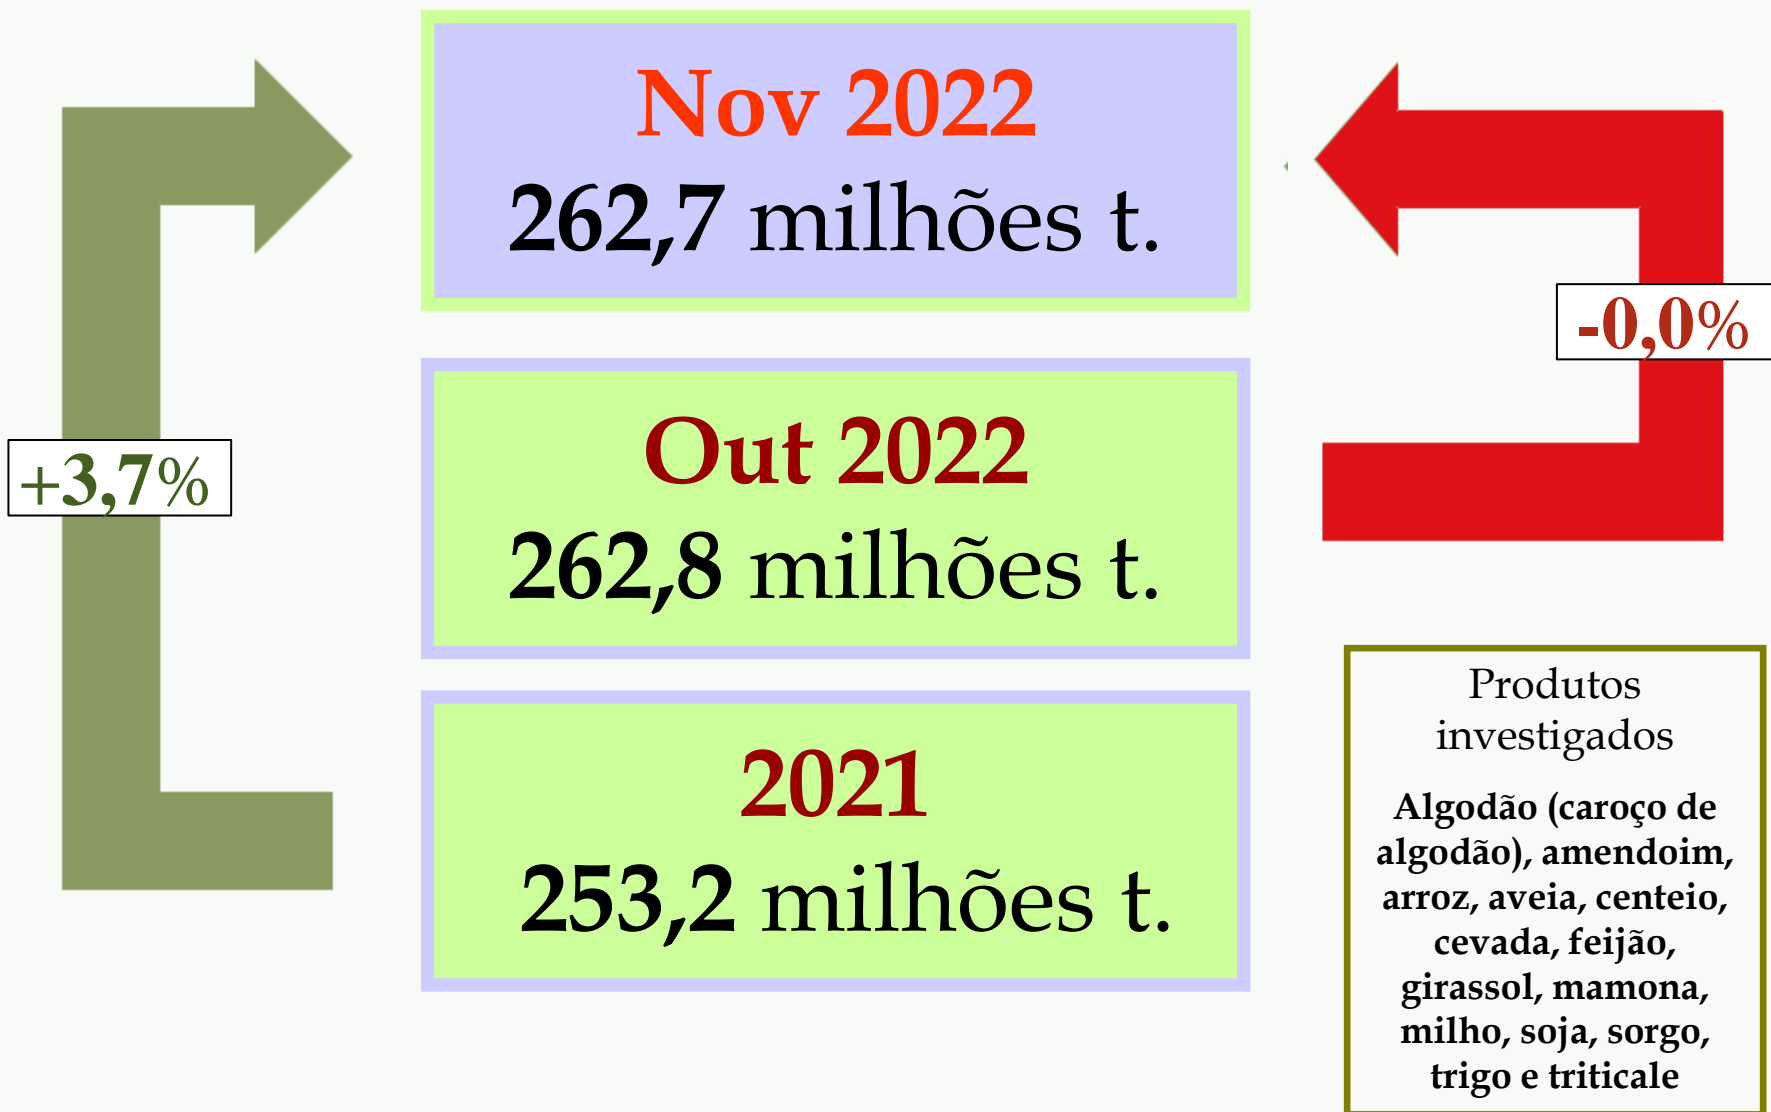 Nov 2022
262,7 milhões t.
-0,0%
Out 2022
262,8 milhões t.
+3,7%
2021
253,2 milhões t.
Produtos
investigados
Algodão (caroço de
algodão), amendoim,
arroz, aveia, centeio,
cevada, feijão,
girassol, mamona,
milho, soja, sorgo,
trigo e triticale